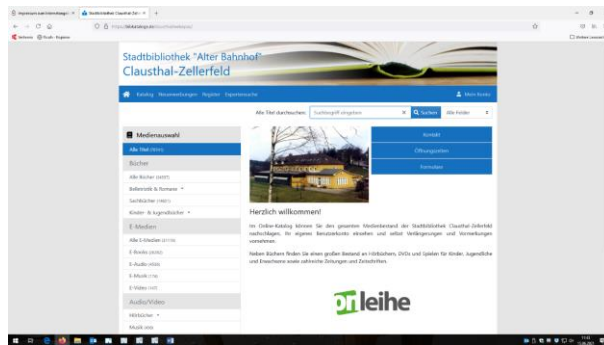 Stadtbibliothek "Alter Bahnhof"
Clausthal-Zellerfeld
Katalog Neuerwerbungen Register Expertensuche
Mein Konto
Alle Titel durchsuchen: Suchbegriff eingeben Suchen Alle Felder
Medienauswahl
Alle Titel
Bücher
Alle Bücher
Belletristik & Romane
Sachbücher
Kinder- & Jugendbücher
E-Medien
Alle E-Medien
E-Books
E-Audio
E-Musik
E-Video
Audio/Video
Hörbücher
Musik
Kontakt
Öffnungszeiten
Formulare
Herzlich willkommen!
Im Online-Katalog können Sie den gesamten Medienbestand der Stadtbibliothek Clausthal-Zellerfeld
nachschlagen, Ihr eigenes Benutzerkonto einsehen und selbst Verlängerungen und Vormerkungen
vornehmen.
Neben Büchern finden Sie einen großen Bestand an Hörbüchern, DVDs und Spielen für Kinder, Jugendliche
und Erwachsene sowie zahlreiche Zeitungen und Zeitschriften.
onleihe